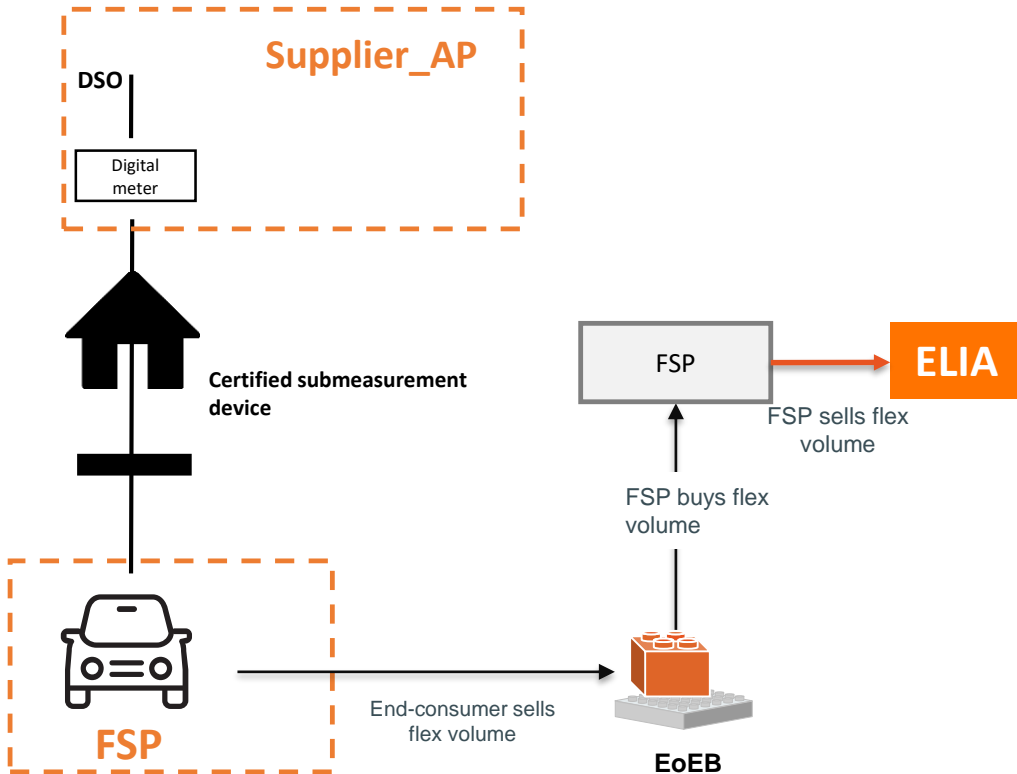 Supplier_AP
DSO
Digital
meter
Certified submeasurement
device
FSP
ELIA
FSP sells flex
volume
FSP buys flex
volume
End-consumer sells
flex volume
FSP
EoEB